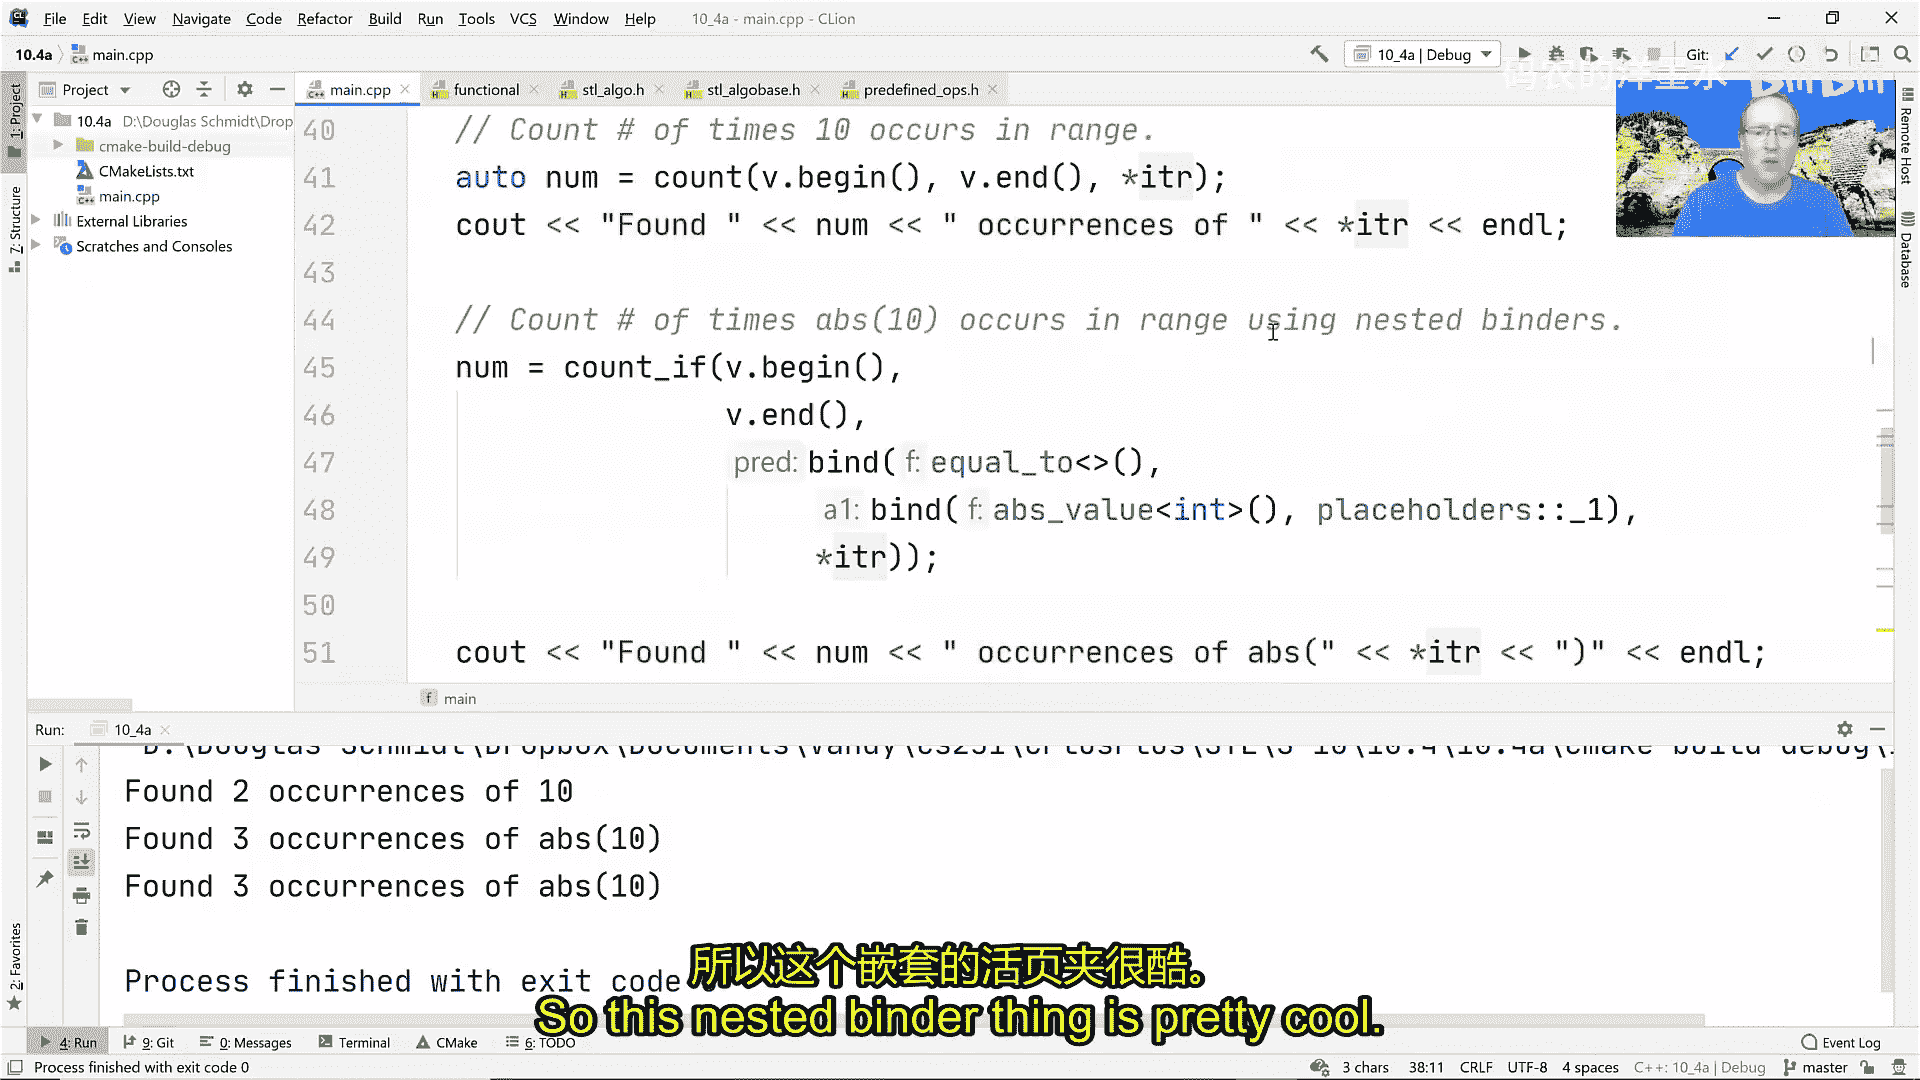 File Edit View Navigate Code Refactor Build Run Tools VCS Window Help 10_4a - main.cpp - CLion
10.4a main.cpp 10_4a | Debug Git:
1: Project
Project
main.cpp functional stl_algo.h stl_algobase.h predefined_ops.h
10.4a D:\Douglas Schmidt\Drop
cmake-build-debug
CMakeLists.txt
main.cpp
External Libraries
Scratches and Consoles
7: Structure
Remote Host
Database
40 // Count # of times 10 occurs in range.
41 auto num = count(v.begin(), v.end(), *itr);
42 cout << "Found " << num << " occurrences of " << *itr << endl;
43
44 // Count # of times abs(10) occurs in range using nested binders.
45 num = count_if(v.begin(),
46 v.end(),
47 pred: bind( f: equal_to<>(),
48 a1: bind( f: abs_value<int>(), placeholders::_1),
49 *itr));
50
51 cout << "Found " << num << " occurrences of abs(" << *itr << ")" << endl;
f main
Run: 10_4a
Found 2 occurrences of 10
Found 3 occurrences of abs(10)
Found 3 occurrences of abs(10)
Process finished with exit code
所以这个嵌套的活页夹很酷。
So this nested binder thing is pretty cool.
2: Favorites
4: Run 9: Git 0: Messages Terminal CMake 6: TODO Event Log
Process finished with exit code 0 3 chars 38:11 CRLF UTF-8 4 spaces C++: 10_4a | Debug master